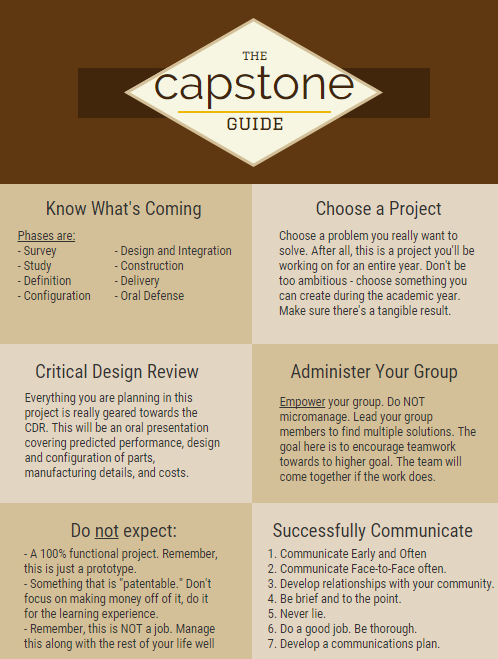 THE
capstone
GUIDE
Know What's Coming
Phases are:
- Survey
- Study
- Definition
- Configuration
- Design and Integration
- Construction
- Delivery
- Oral Defense
Choose a Project
Choose a problem you really want to
solve. After all, this is a project you'll be
working on for an entire year. Don't be
too ambitious - choose something you
can create during the academic year.
Make sure there's a tangible result.
Critical Design Review
Everything you are planning in this
project is really geared towards the
CDR. This will be an oral presentation
covering predicted performance, design
and configuration of parts,
manufacturing details, and costs.
Administer Your Group
Empower your group. Do NOT
micromanage. Lead your group
members to find multiple solutions. The
goal here is to encourage teamwork
towards to higher goal. The team will
come together if the work does.
Do not expect:
- A 100% functional project. Remember,
this is just a prototype.
- Something that is "patentable." Don't
focus on making money off of it, do it
for the learning experience.
- Remember, this is NOT a job. Manage
this along with the rest of your life well
Successfully Communicate
1. Communicate Early and Often
2. Communicate Face-to-Face often.
3. Develop relationships with your community.
4. Be brief and to the point.
5. Never lie.
6. Do a good job. Be thorough.
7. Develop a communications plan.